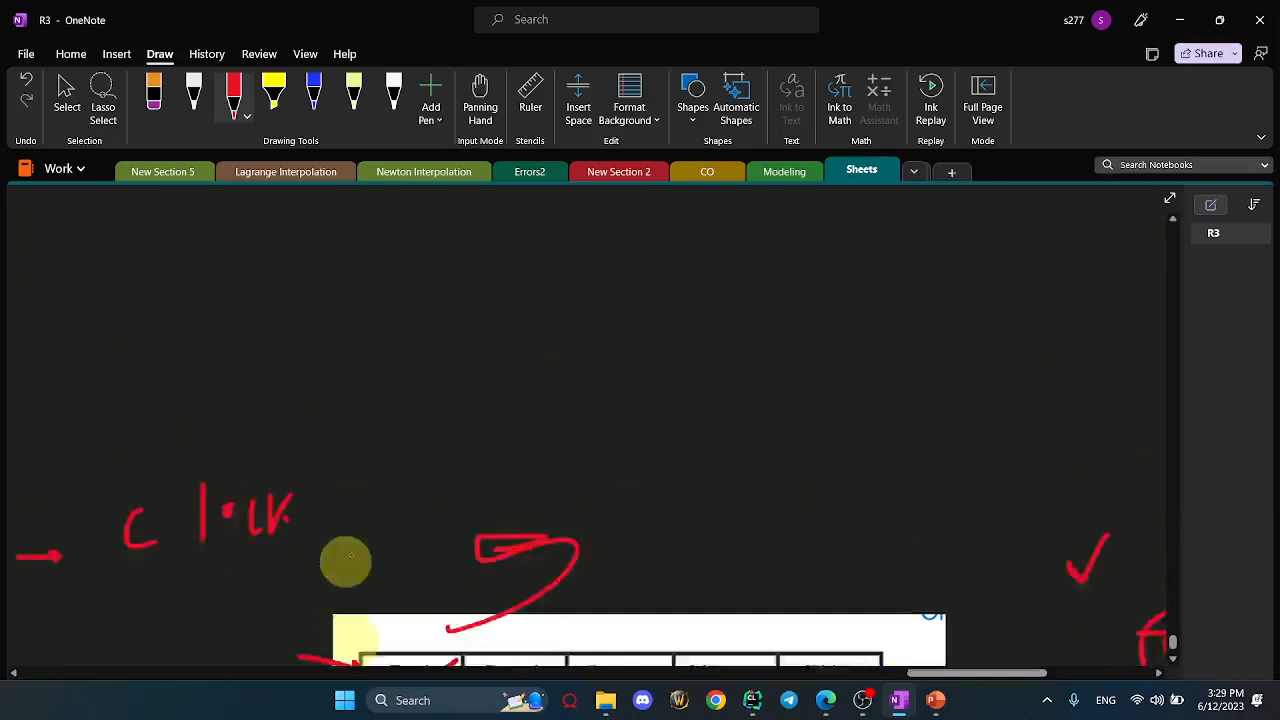 R3 - OneNote
Search
s277
S
File Home Insert Draw History Review View Help
Share
Select
Lasso Select
Add Pen
Panning Hand
Ruler
Insert Space
Format Background
Shapes
Automatic Shapes
Ink to Text
Ink to Math
Math Assistant
Ink Replay
Full Page View
Undo
Selection
Drawing Tools
Input Mode
Stencils
Edit
Shapes
Text
Math
Replay
Mode
Work
New Section 5
Lagrange Interpolation
Newton Interpolation
Errors2
New Section 2
CO
Modeling
Sheets
Search Notebooks
R3
Search
ENG
3:29 PM
6/12/2023